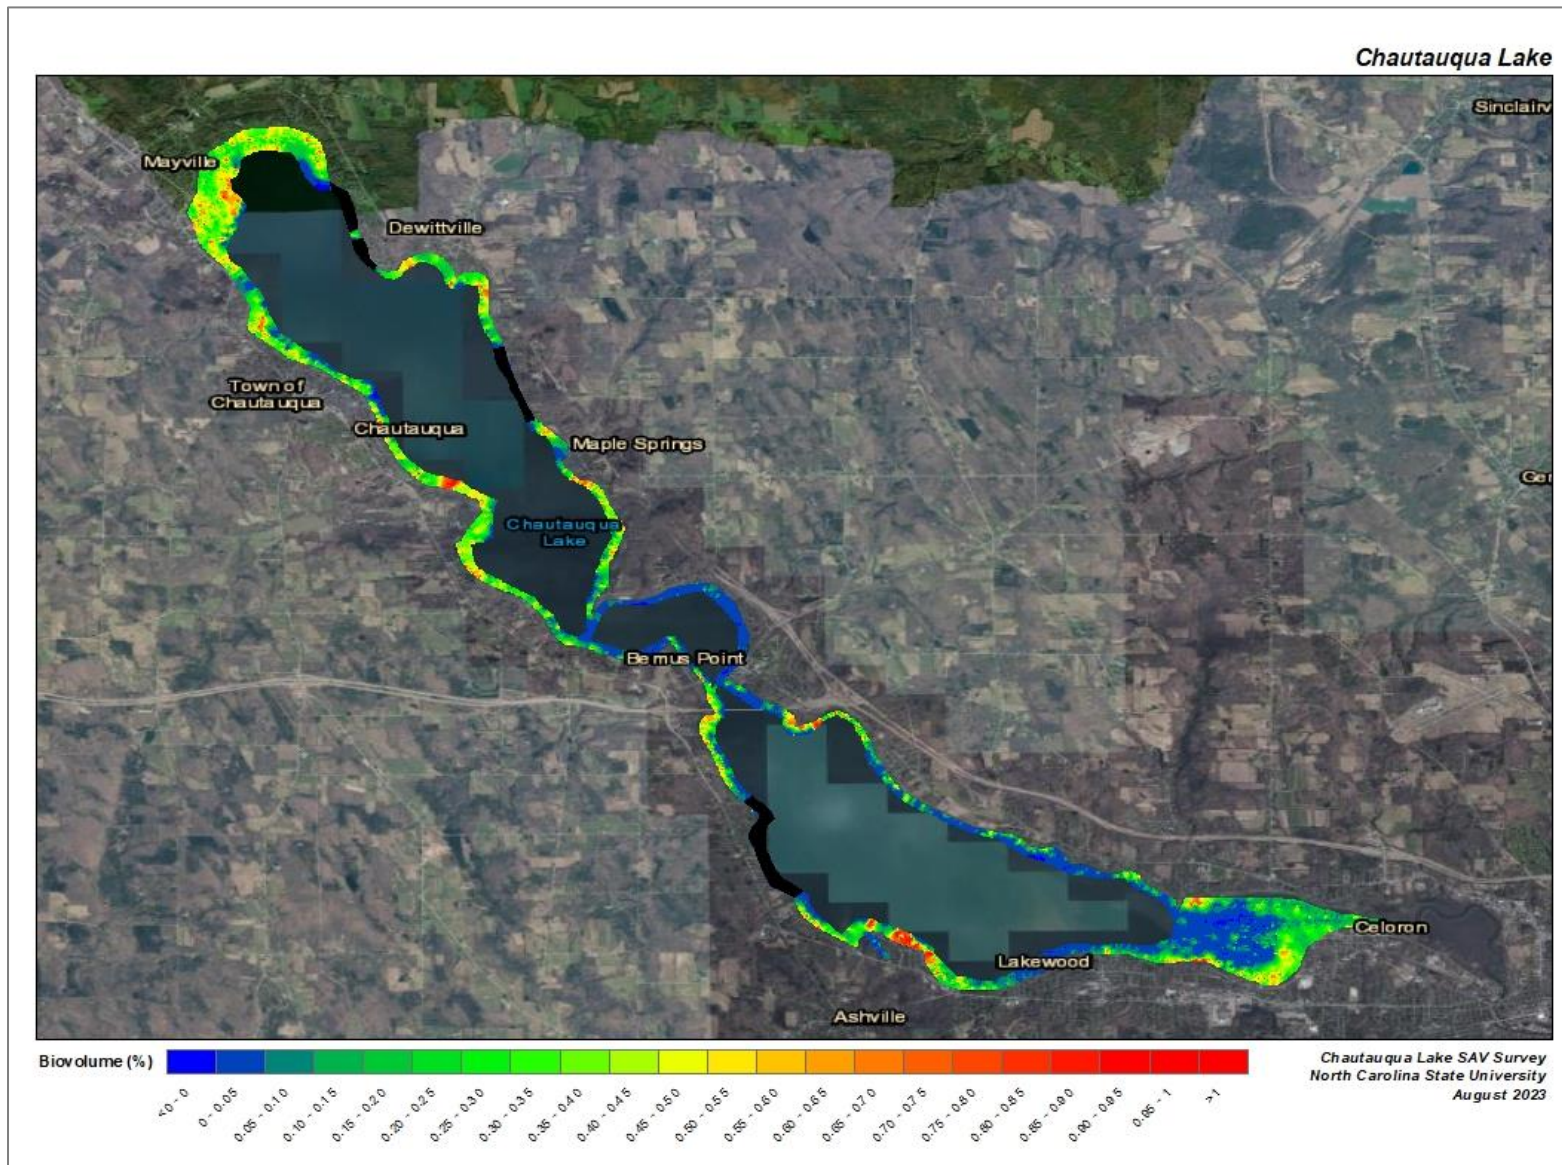 Chautauqua Lake
Sinclairv
Mayville
Dewittville
Town of
Chautauqua
Chautauqua
Maple Springs
Ger
Chautauqua
Lake
Bemus Point
Celoron
Lakewood
Ashville
Biovolume (%)
<0 - 0
0 - 0.05
0.05 - 0.10
0.10 - 0.15
0.15 - 0.20
0.20 - 0.25
0.25 - 0.30
0.30 - 0.35
0.35 - 0.40
0.40 - 0.45
0.45 - 0.50
0.50 - 0.55
0.55 - 0.60
0.60 - 0.65
0.65 - 0.70
0.70 - 0.75
0.75 - 0.80
0.80 - 0.85
0.85 - 0.90
0.90 - 0.95
0.95 - 1
>1
Chautauqua Lake SAV Survey
North Carolina State University
August 2023